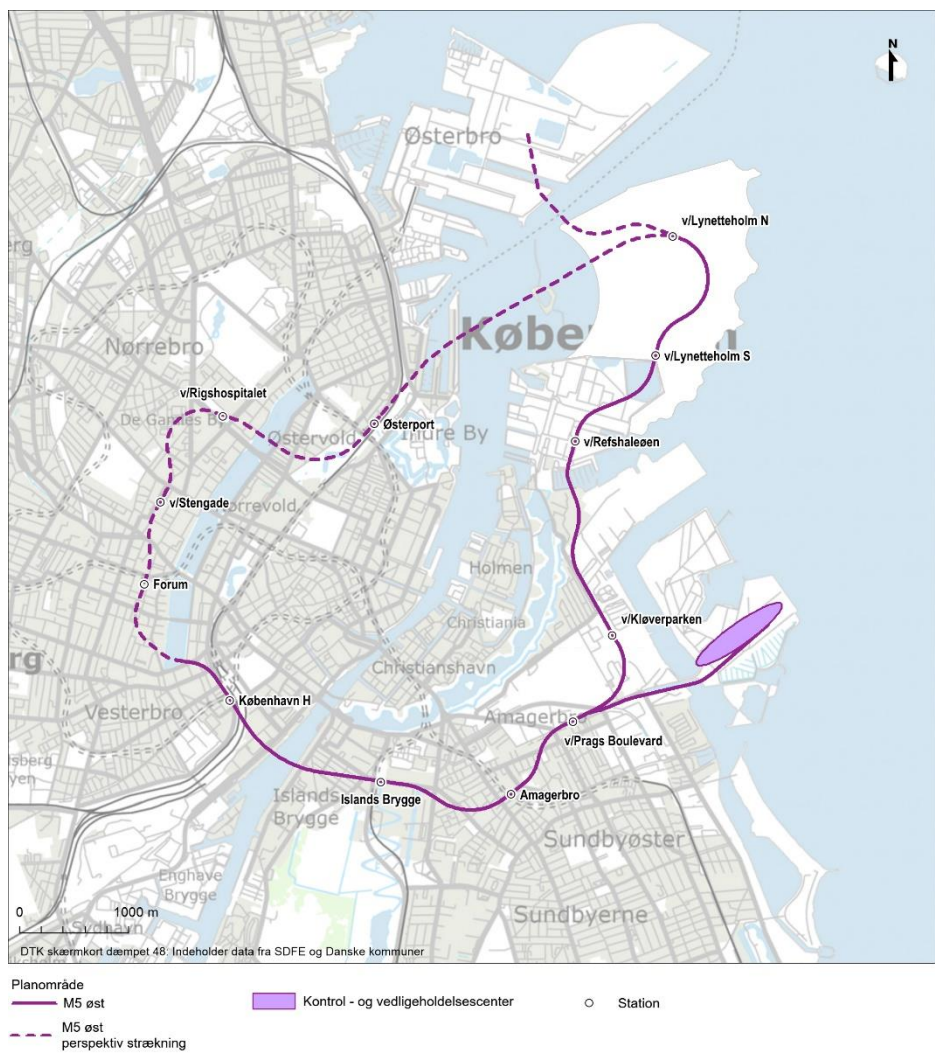 N
Østerbro
v/Lynetteholm N
København
v/Lynetteholm S
Nørrebro
v/Rigshospitalet
De Gamles By
Østerport
Indre By
Østervold
v/Refshaleøen
v/Stengade
Nørrevold
Holmen
Forum
Christiania
v/Kløverparken
Christianshavn
København H
Vesterbro
Amagerbro
v/Prags Boulevard
Islands Brygge
Islands
Brygge
Amagerbro
Sundbyøster
Enghave
Brygge
Sundbyerne
0 1000 m
Sydhavn
DTK skærmkort dæmpet 48: Indeholder data fra SDFE og Danske kommuner
Planområde
M5 øst
Kontrol - og vedligeholdelsescenter
Station
M5 øst
perspektiv strækning